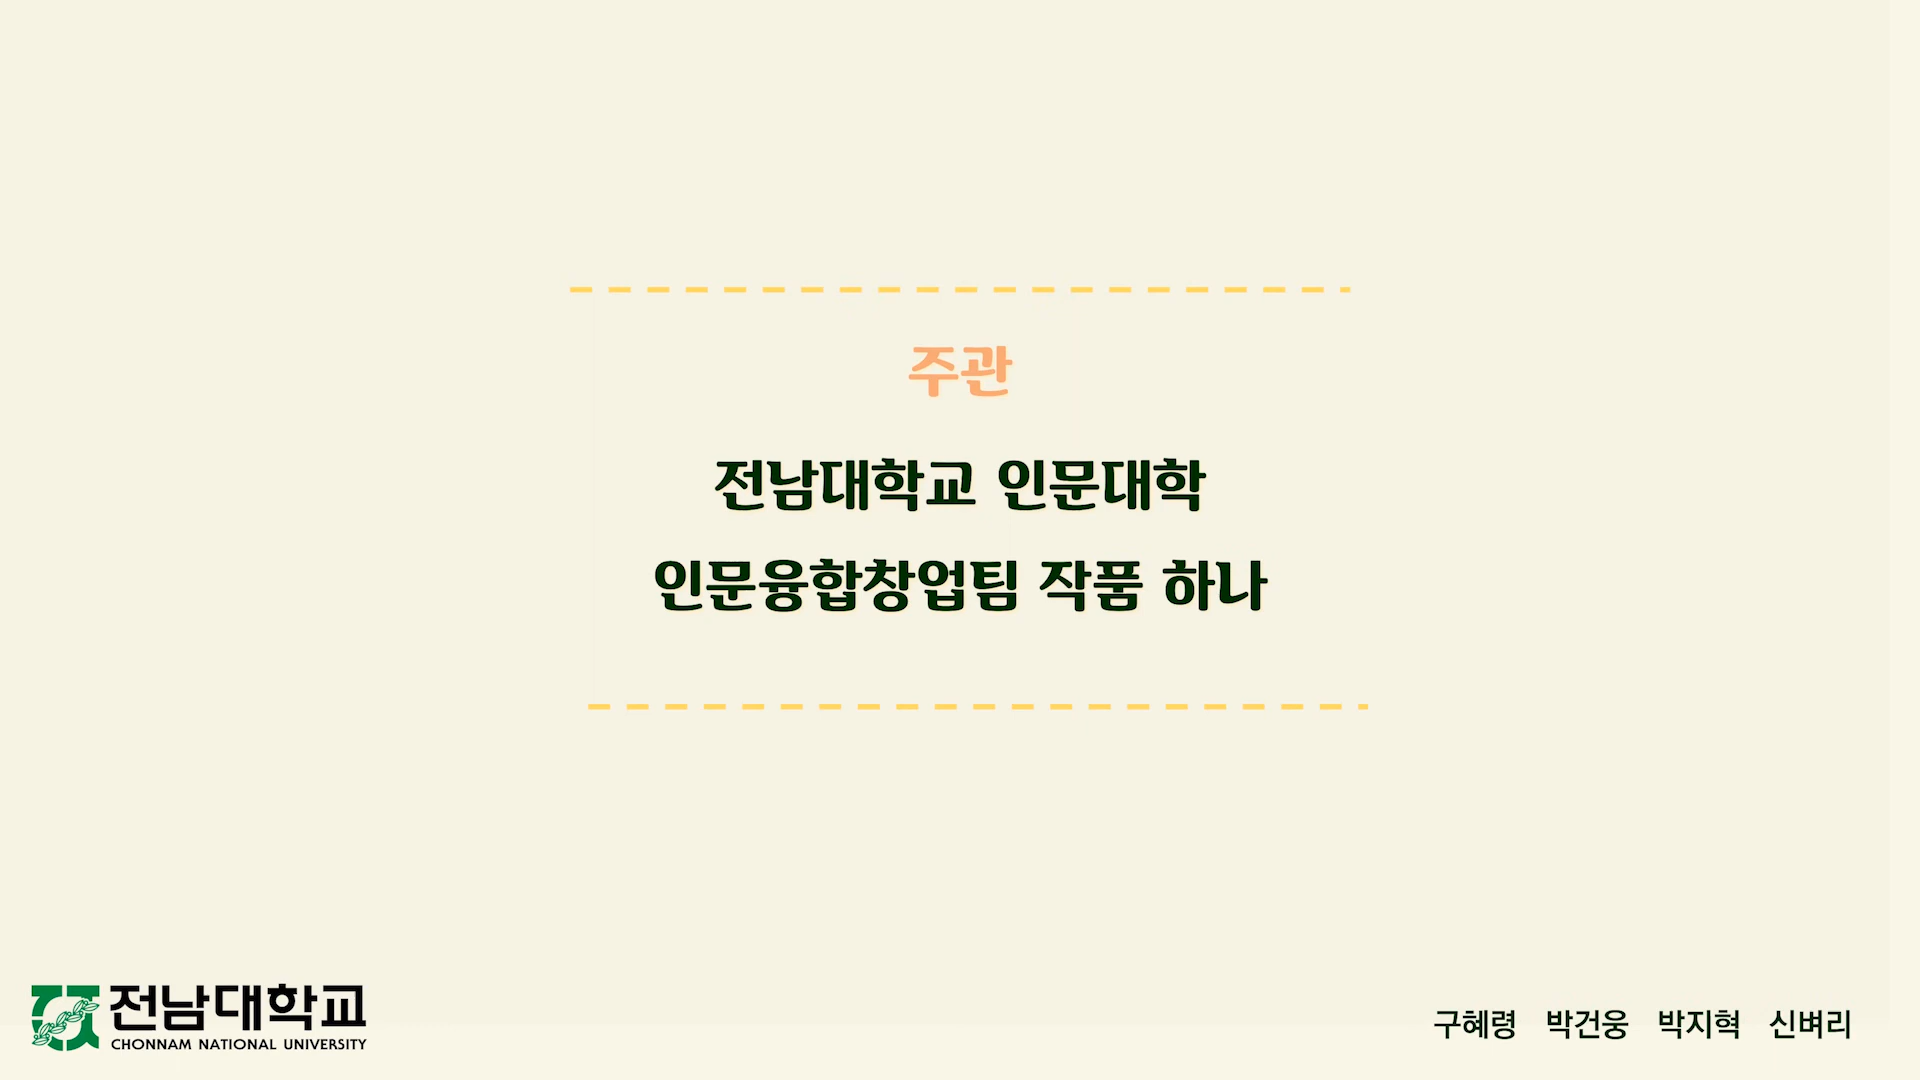 주관
전남대학교 인문대학
인문융합창업팀 작품 하나
전남대학교
CHONNAM NATIONAL UNIVERSITY
구혜령 박건웅 박지혁 신벼리